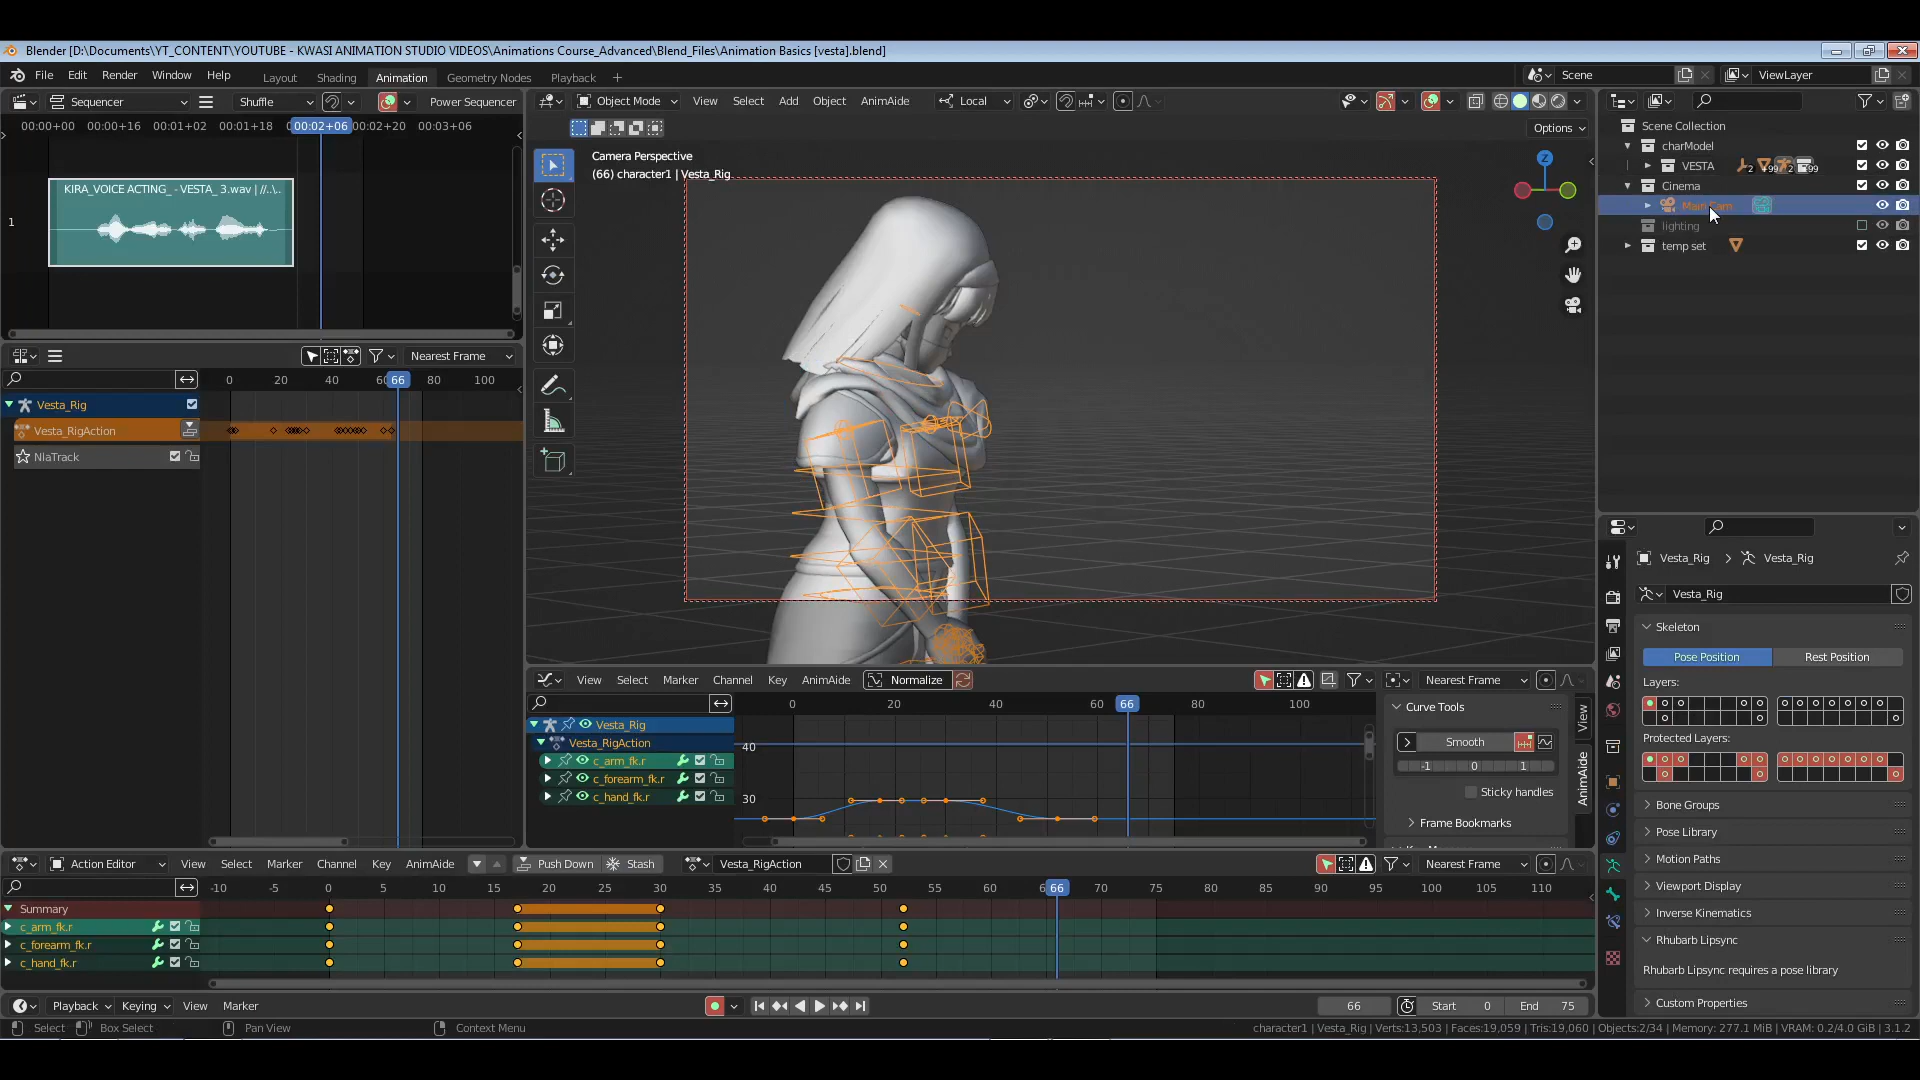 Blender [D:\Documents\YT_CONTENT\YOUTUBE - KWASI ANIMATION STUDIO VIDEOS\Animations Course_Advanced\Blend_Files\Animation Basics [vesta].blend]
File Edit Render Window Help Layout Shading Animation Geometry Nodes Playback + Scene ViewLayer
Sequencer Shuffle Power Sequencer
00:00+00 00:00+16 00:01+02 00:01+18 00:02+06 00:02+20 00:03+06
KIRA_VOICE ACTING_ - VESTA_ 3.wav | //..\..
1
Object Mode View Select Add Object AnimAide Local
Options
Camera Perspective
(66) character1 | Vesta_Rig
Z
Scene Collection
charModel
VESTA 2 +99 2 +99
Cinema
Main Cam
lighting
temp set
Nearest Frame
0 20 40 60 66 80 100
Vesta_Rig
Vesta_RigAction
NlaTrack
View Select Marker Channel Key AnimAide Normalize Nearest Frame
0 20 40 60 66 80 100
Vesta_Rig
Vesta_RigAction
c_arm_fk.r
c_forearm_fk.r
c_hand_fk.r
40
30
Curve Tools
Smooth
-1 0 1
Sticky handles
Frame Bookmarks
View
AnimAide
Vesta_Rig > Vesta_Rig
Vesta_Rig
Skeleton
Pose Position Rest Position
Layers:
Protected Layers:
Bone Groups
Pose Library
Motion Paths
Viewport Display
Inverse Kinematics
Rhubarb Lipsync
Rhubarb Lipsync requires a pose library
Custom Properties
Action Editor View Select Marker Channel Key AnimAide Push Down Stash Vesta_RigAction Nearest Frame
-10 -5 0 5 10 15 20 25 30 35 40 45 50 55 60 66 70 75 80 85 90 95 100 105 110
Summary
c_arm_fk.r
c_forearm_fk.r
c_hand_fk.r
Playback Keying View Marker 66 Start 0 End 75
Select Box Select Pan View Context Menu character1 | Vesta_Rig | Verts:13,503 | Faces:19,059 | Tris:19,060 | Objects:2/34 | Memory: 277.1 MiB | VRAM: 0.2/4.0 GiB | 3.1.2